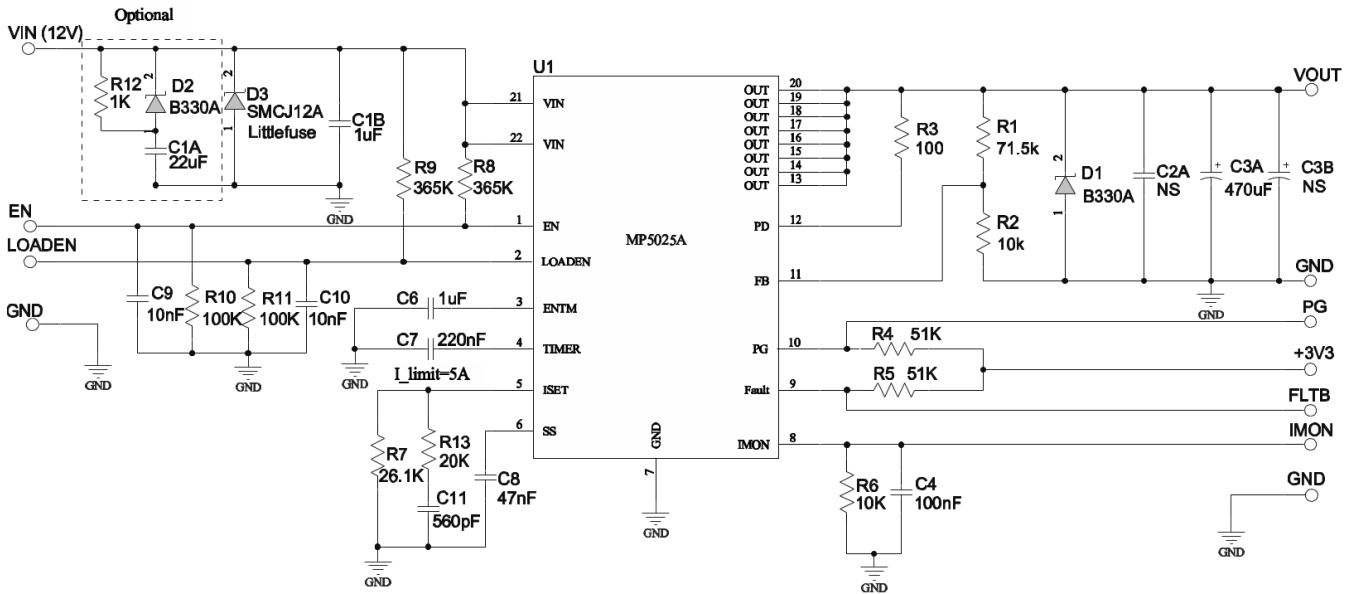 Optional
VIN (12V)
R12
1K
2
D2
B330A
1
C1A
22uF
2
D3
SMCJ12A
Littlefuse
1
C1B
1uF
GND
R9
365K
R8
365K
EN
LOADEN
GND
GND
C9
10nF
R10
100K
R11
100K
C10
10nF
GND
C6
1uF
C7
220nF
GND
I_limit=5A
R7
26.1K
R13
20K
C11
560pF
C8
47nF
GND
U1
MP5025A
21
VIN
22
VIN
1
EN
2
LOADEN
3
ENTM
4
TIMER
5
ISET
6
SS
GND
7
GND
OUT
20
OUT
19
OUT
18
OUT
17
OUT
16
OUT
15
OUT
14
OUT
13
PD
12
FB
11
PG
10
Fault
9
IMON
8
R3
100
R1
71.5k
R2
10k
2
D1
B330A
1
C2A
NS
+
C3A
470uF
+
C3B
NS
GND
R4
51K
R5
51K
R6
10K
C4
100nF
GND
VOUT
GND
PG
+3V3
FLTB
IMON
GND
GND